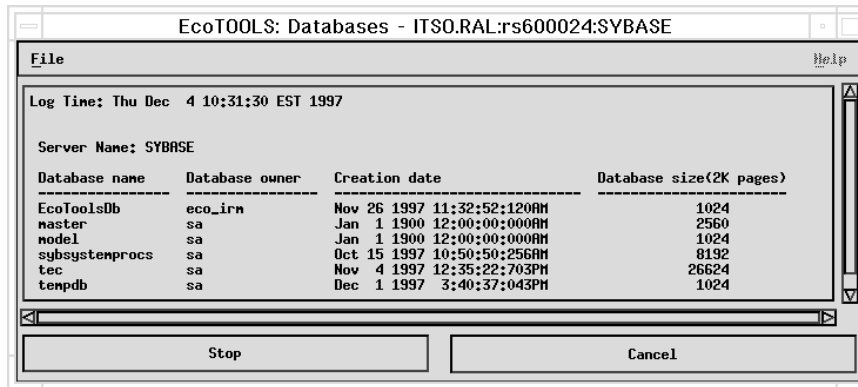 EcoTOOLS: Databases - ITSO.RAL:rs600024:SYBASE
File Help
Log Time: Thu Dec 4 10:31:30 EST 1997
Server Name: SYBASE
Database name Database owner Creation date Database size(2K pages)
---------------- ---------------- ------------------------------ -----------------------
EcoToolsDb eco_irm Nov 26 1997 11:32:52:120AM 1024
master sa Jan 1 1900 12:00:00:000AM 2560
model sa Jan 1 1900 12:00:00:000AM 1024
sybsystemprocs sa Oct 15 1997 10:50:50:256AM 8192
tec sa Nov 4 1997 12:35:22:703PM 26624
tempdb sa Dec 1 1997 3:40:37:043PM 1024
Stop Cancel